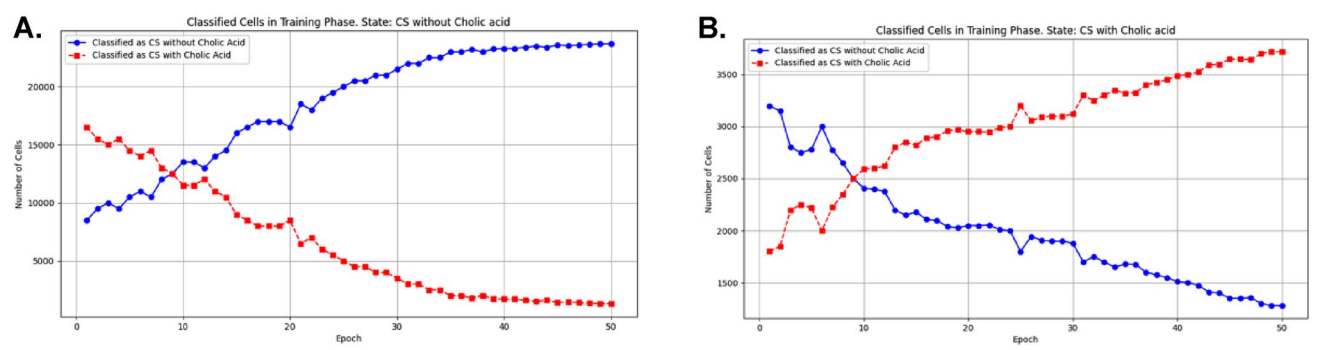 A.
Classified Cells in Training Phase. State: CS without Cholic acid
Classified as CS without Cholic Acid
Classified as CS with Cholic Acid
Number of Cells
20000
15000
10000
5000
0 10 20 30 40 50
Epoch
B.
Classified Cells in Training Phase. State: CS with Cholic acid
Classified as CS without Cholic Acid
Classified as CS with Cholic Acid
Number of Cells
3500
3000
2500
2000
1500
0 10 20 30 40 50
Epoch